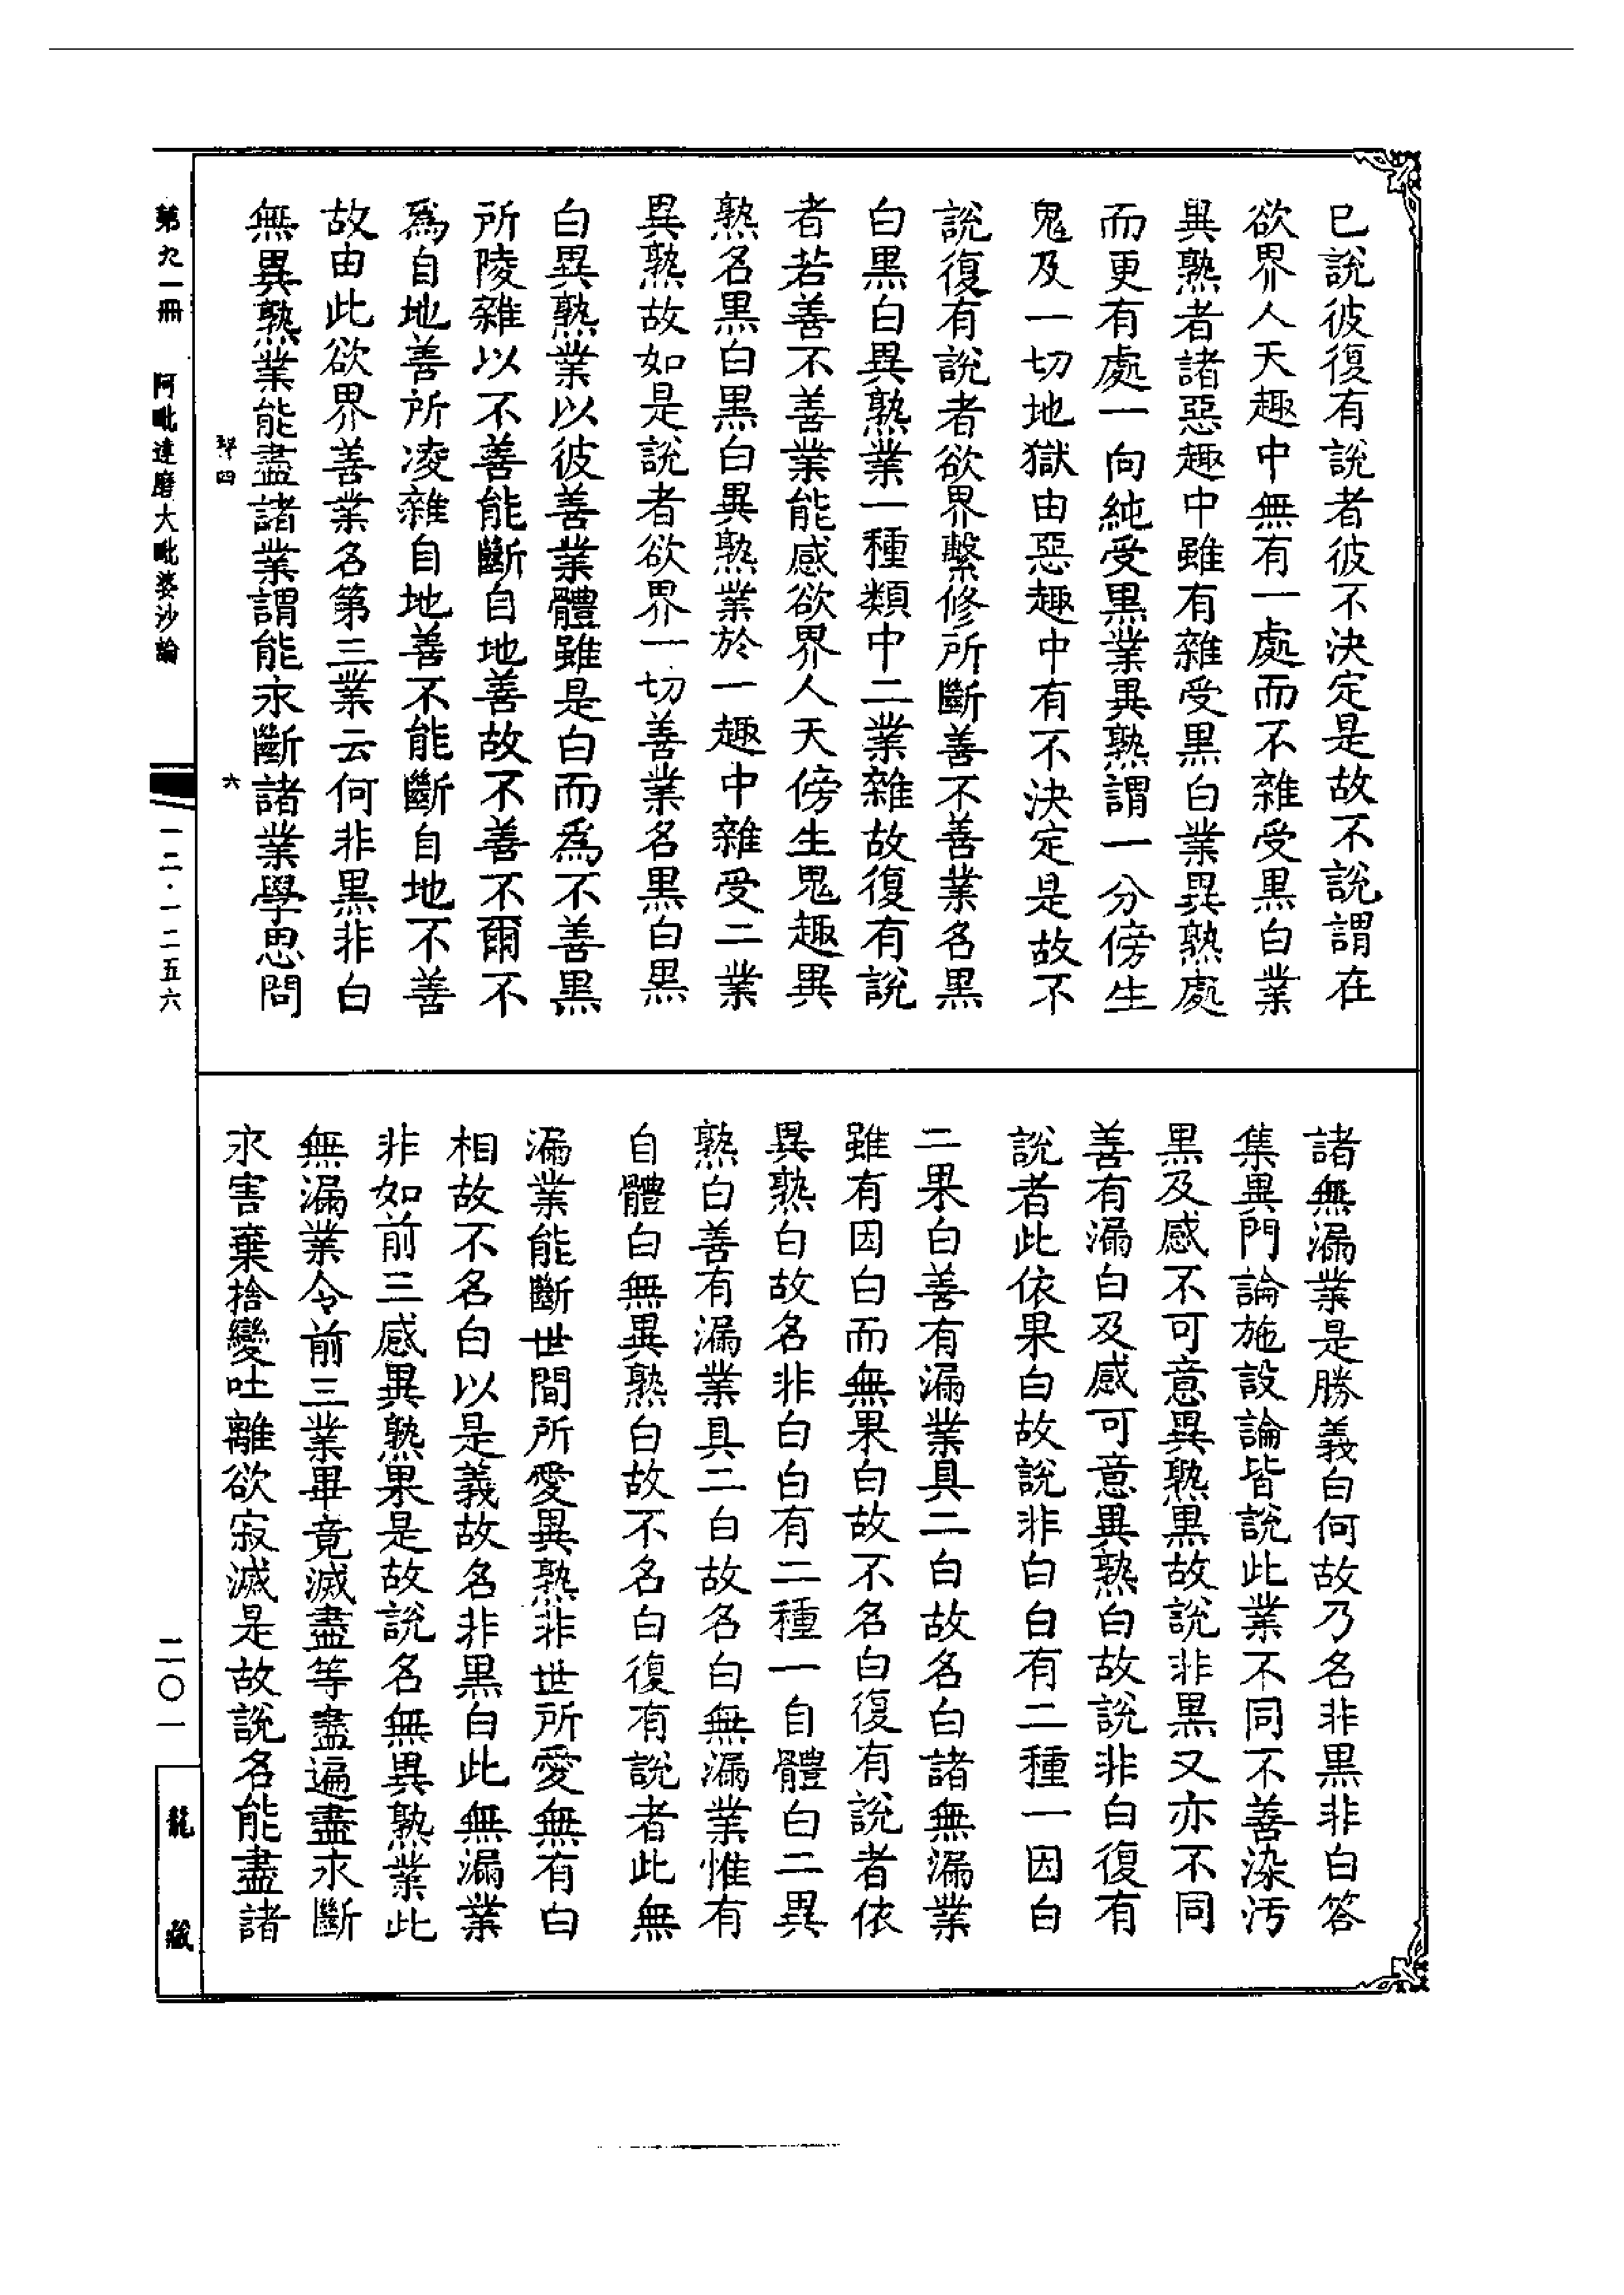 已說彼復有說者彼不決定是故不說謂在
欲界人天趣中無有一處而不雜受黒白業
異熟者諸惡趣中雖有雜受黒白業異熟處
而更有處一向純受黒業異熟謂一分傍生
鬼及一切地獄由惡趣中有不決定是故不
說復有說者欲界繫修所斷善不善業名黒
白黒白異熟業一種類中二業雜故復有說
者若善不善業能感欲界人天傍生鬼趣異
熟名黒白黒白異熟業於一趣中雜受二業
異熟故如是說者欲界一切善業名黒白黒
白異熟業以彼善業體雖是白而爲不善黒
所陵雜以不善能斷自地善故不善不爾不
爲自地善所凌雜自地善不能斷自地不善
故由此欲界善業名第三業云何非黒非白
無異熟業能盡諸業謂能永斷諸業學思問
諸無漏業是勝義白何故乃名非黒非白答
集異門論施設論皆說此業不同不善染汚
黒及感不可意異熟黒故說非黒又亦不同
善有漏白及感可意異熟白故說非白復有
說者此依果白故說非白白有二種一因白
二果白善有漏業具二白故名白諸無漏業
雖有因白而無果白故不名白復有說者依
異熟白故名非白白有二種一自體白二異
熟白善有漏業具二白故名白無漏業惟有
自體白無異熟白故不名白復有說者此無
漏業能斷世間所愛異熟非世所愛無有白
相故不名白以是義故名非黒白此無漏業
非如前三感異熟果是故說名無異熟業此
無漏業令前三業畢竟滅盡等盡遍盡永斷
永害棄捨變吐離欲寂滅是故說名能盡諸
第九一冊 阿毗達磨大毗婆沙論
一二·一二五六
二〇一
龍藏
四
六